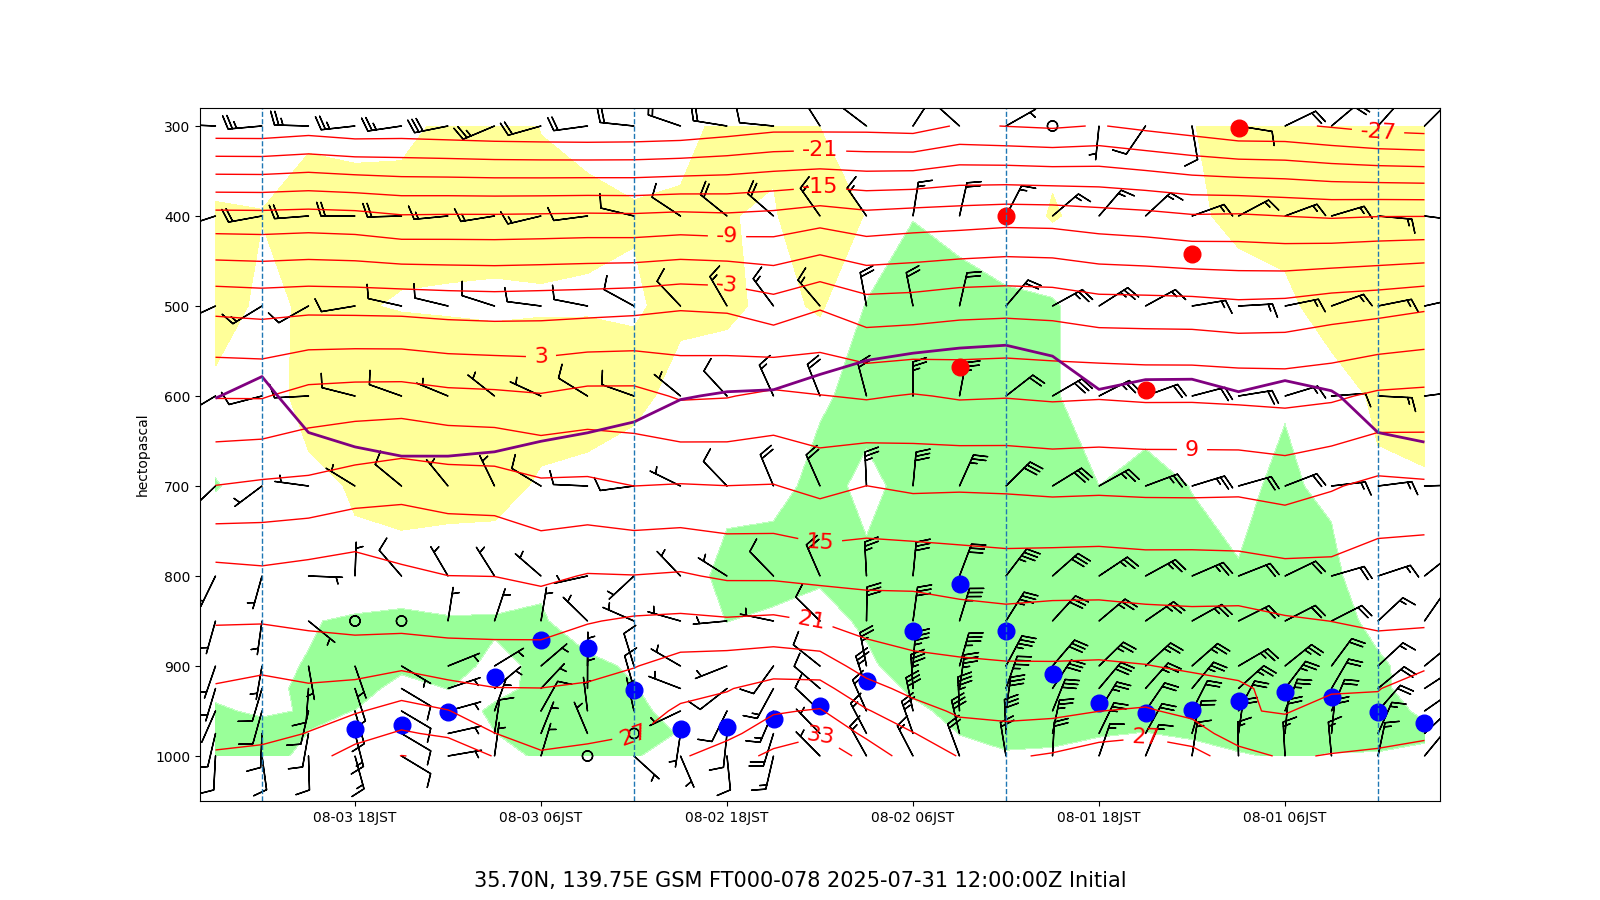 300
400
500
600
700
800
900
1000
hectopascal
-27
-21
-15
-9
-3
3
9
15
21
27
33
27
08-03 18JST
08-03 06JST
08-02 18JST
08-02 06JST
08-01 18JST
08-01 06JST
35.70N, 139.75E GSM FT000-078 2025-07-31 12:00:00Z Initial